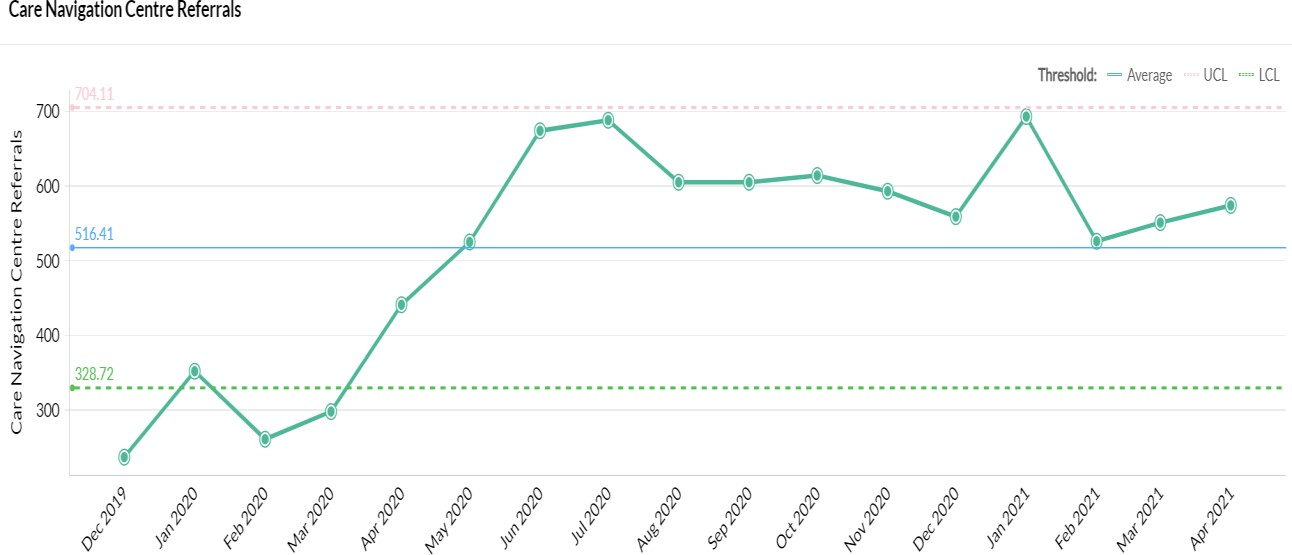 Care Navigation Centre Referrals
Threshold: Average UCL LCL
704.11
700
600
516.41
500
400
328.72
300
Care Navigation Centre Referrals
Dec 2019
Jan 2020
Feb 2020
Mar 2020
Apr 2020
May 2020
Jun 2020
Jul 2020
Aug 2020
Sep 2020
Oct 2020
Nov 2020
Dec 2020
Jan 2021
Feb 2021
Mar 2021
Apr 2021